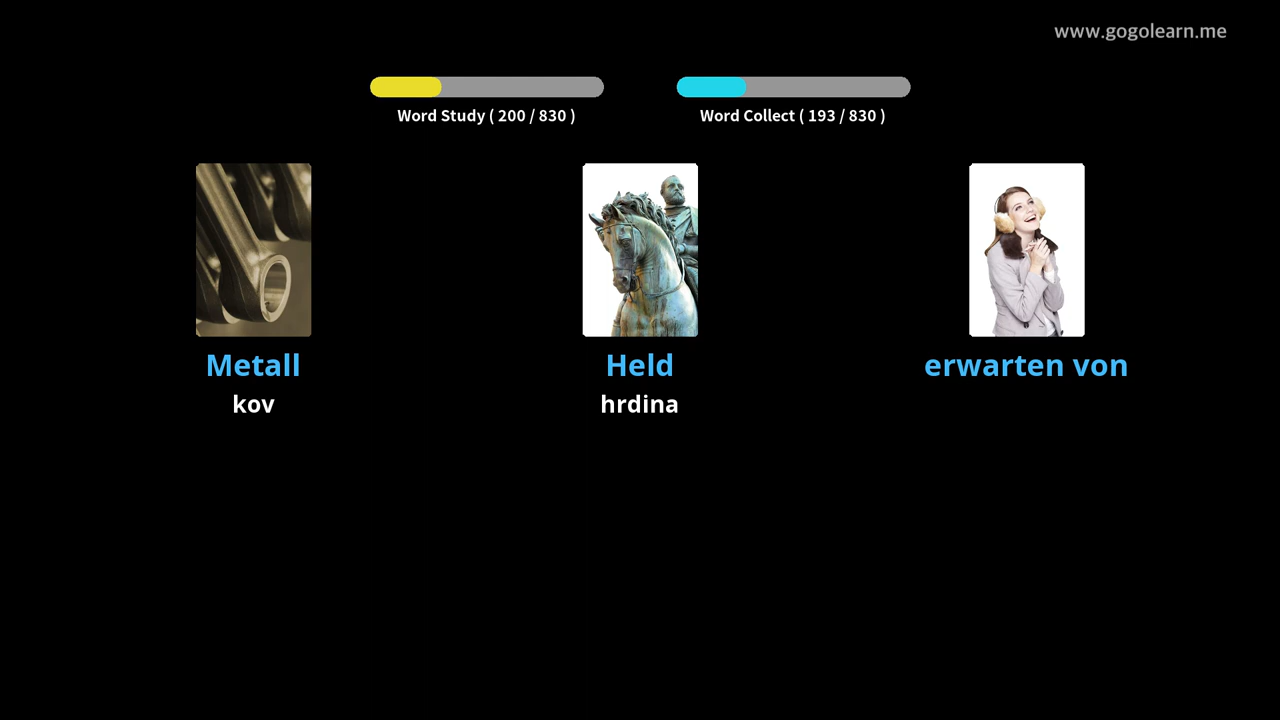 www.gogolearn.me
Word Study ( 200 / 830 )
Word Collect ( 193 / 830 )
Metall
kov
Held
hrdina
erwarten von